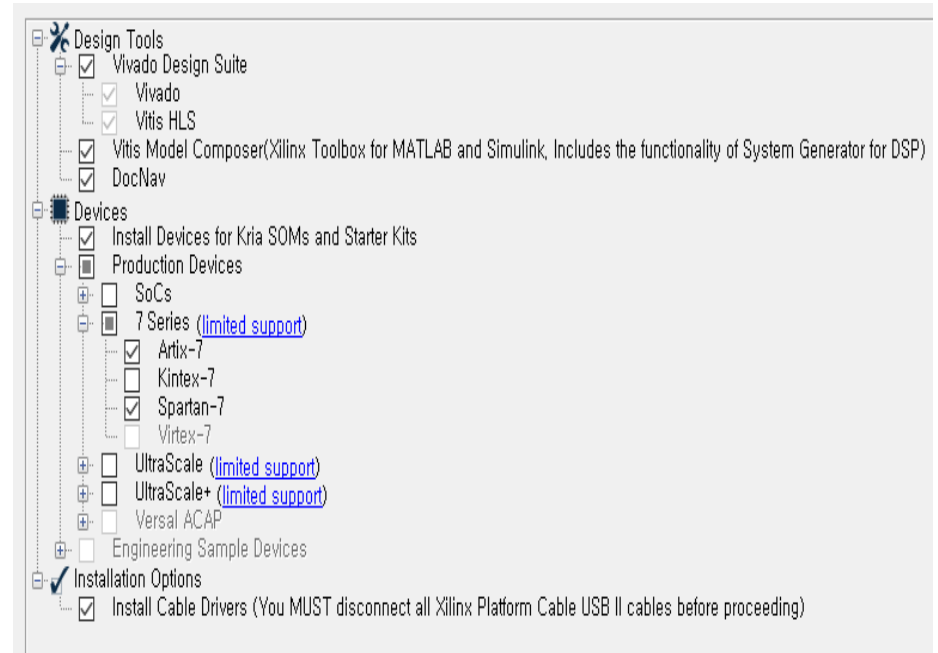 Design Tools
Vivado Design Suite
Vivado
Vitis HLS
Vitis Model Composer(Xilinx Toolbox for MATLAB and Simulink, Includes the functionality of System Generator for DSP)
DocNav
Devices
Install Devices for Kria SOMs and Starter Kits
Production Devices
SoCs
7 Series (limited support)
Artix-7
Kintex-7
Spartan-7
Virtex-7
UltraScale (limited support)
UltraScale+ (limited support)
Versal ACAP
Engineering Sample Devices
Installation Options
Install Cable Drivers (You MUST disconnect all Xilinx Platform Cable USB II cables before proceeding)